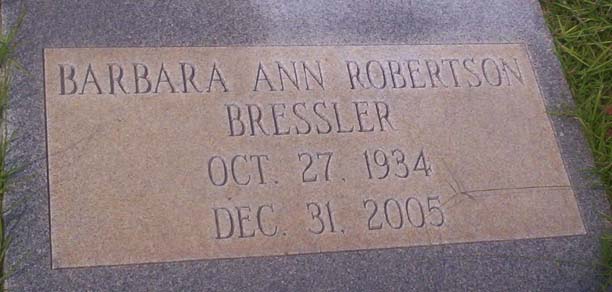 BARBARA ANN ROBERTSON
BRESSLER
OCT. 27. 1934
DEC. 31. 2005